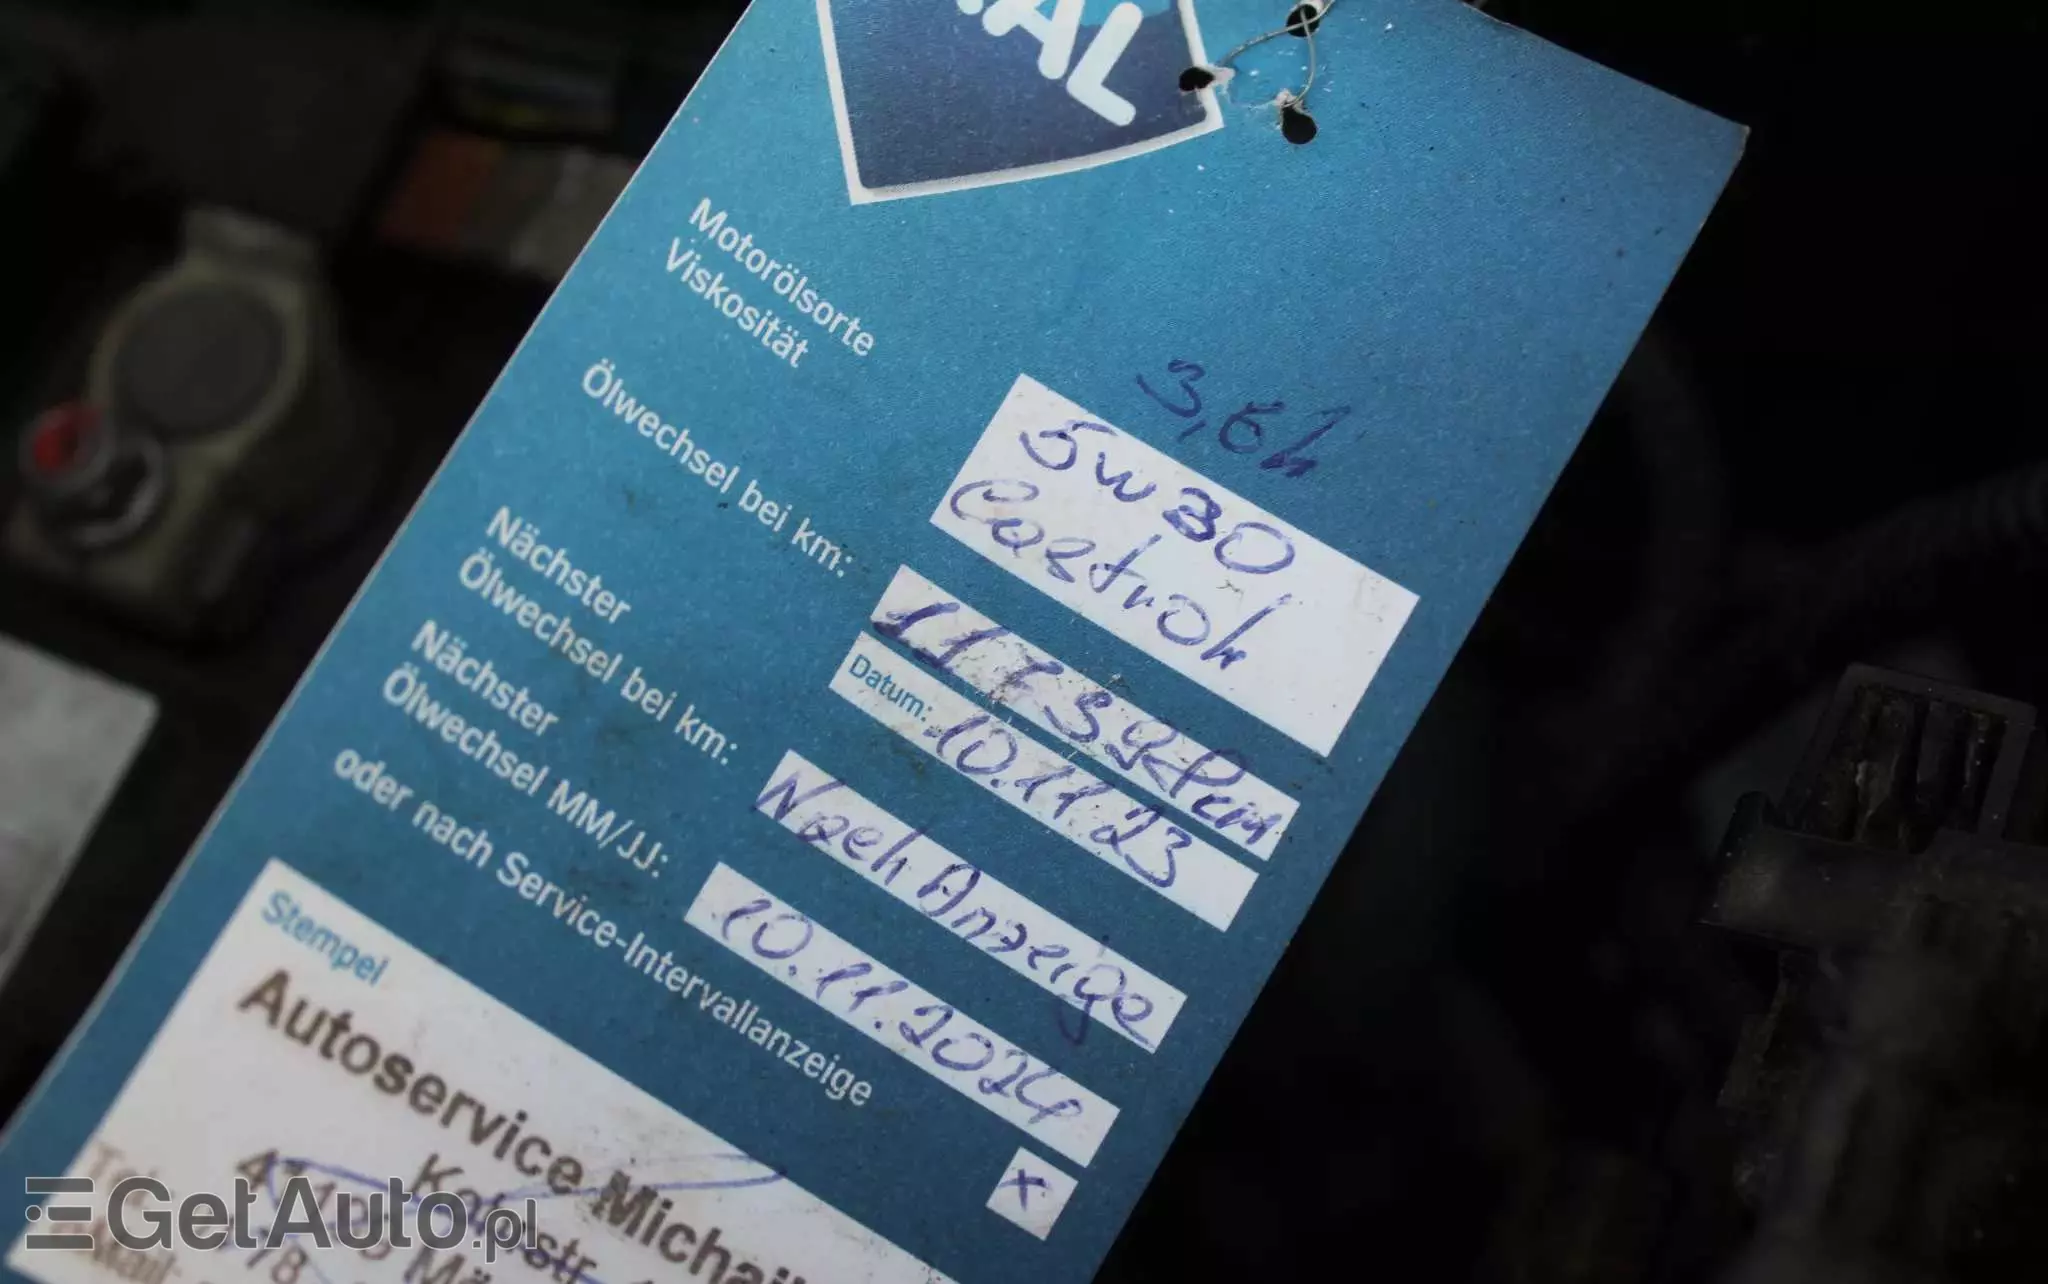 AL
3,6l
Motorölsorte
Viskosität
5W30
Castrol
Ölwechsel bei km:
Datum: 10.11.23
Nächster
Ölwechsel bei km:
Nach Anzeige
Nächster
Ölwechsel MM/JJ:
10.11.2024
oder nach Service-Intervallanzeige
x
Stempel
Autoservice Michail
GetAuto.pl